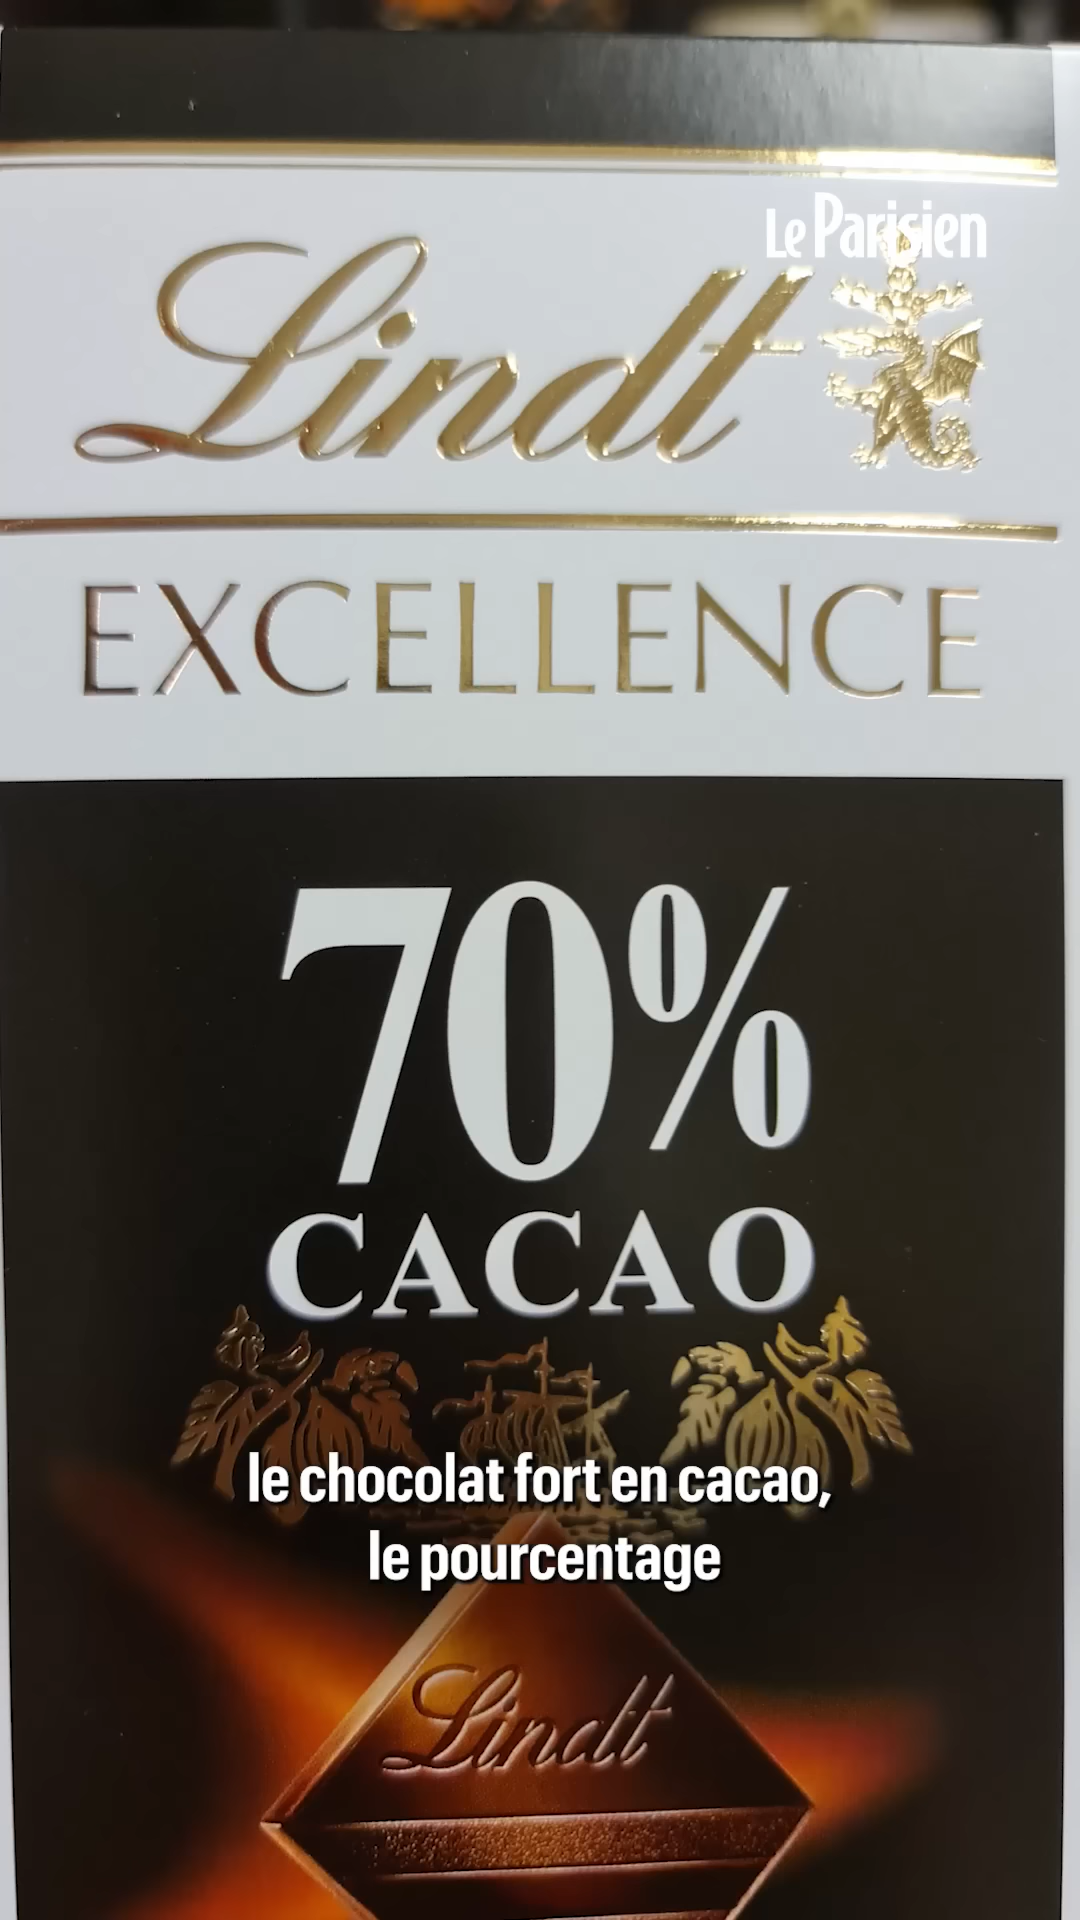 Le Parisien
Lindt
EXCELLENCE
70%
CACAO
le chocolat fort en cacao,
le pourcentage
Lindt